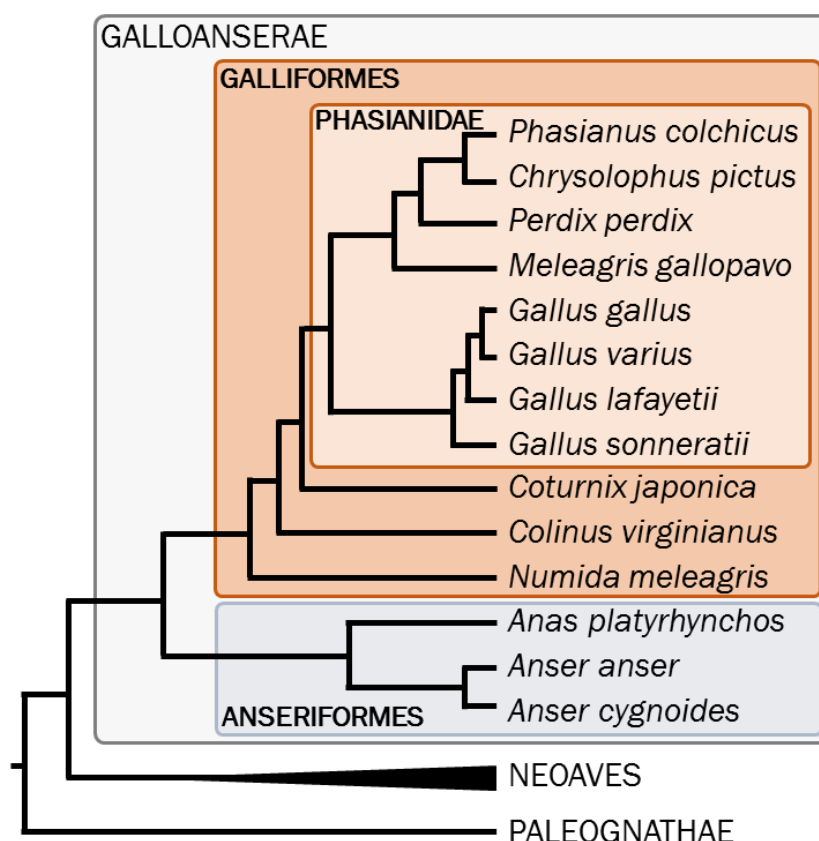 GALLOANSERAE
GALLIFORMES
PHASIANIDAE
Phasianus colchicus
Chrysolophus pictus
Perdix perdix
Meleagris gallopavo
Gallus gallus
Gallus varius
Gallus lafayetii
Gallus sonneratii
Coturnix japonica
Colinus virginianus
Numida meleagris
Anas platyrhynchos
Anser anser
Anser cygnoides
ANSERIFORMES
NEOAVES
PALEOGNATHAE